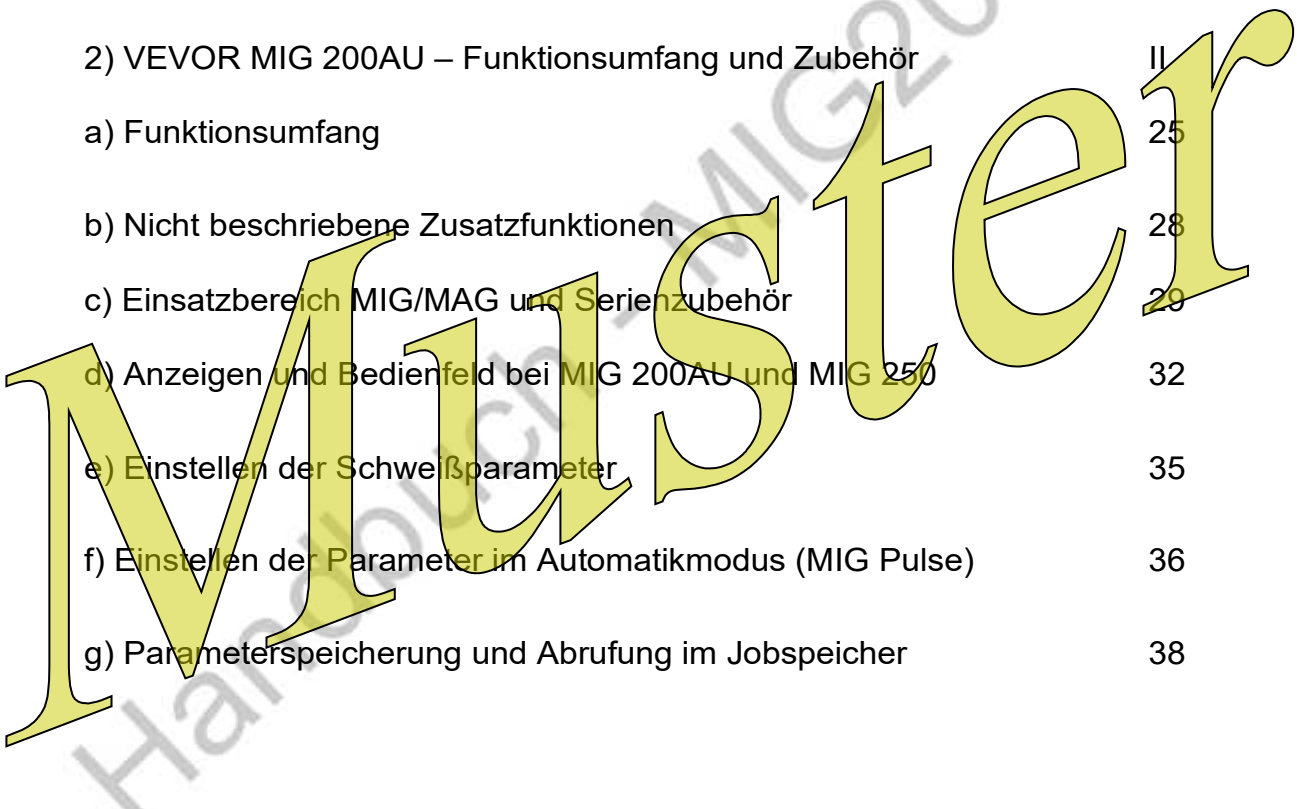 2) VEVOR MIG 200AU – Funktionsumfang und Zubehör II
a) Funktionsumfang 25
b) Nicht beschriebene Zusatzfunktionen 28
c) Einsatzbereich MIG/MAG und Serienzubehör 29
d) Anzeigen und Bedienfeld bei MIG 200AU und MIG 250 32
e) Einstellen der Schweißparameter 35
f) Einstellen der Parameter im Automatikmodus (MIG Pulse) 36
g) Parameterspeicherung und Abrufung im Jobspeicher 38
Muster
Handbuch - MIG20